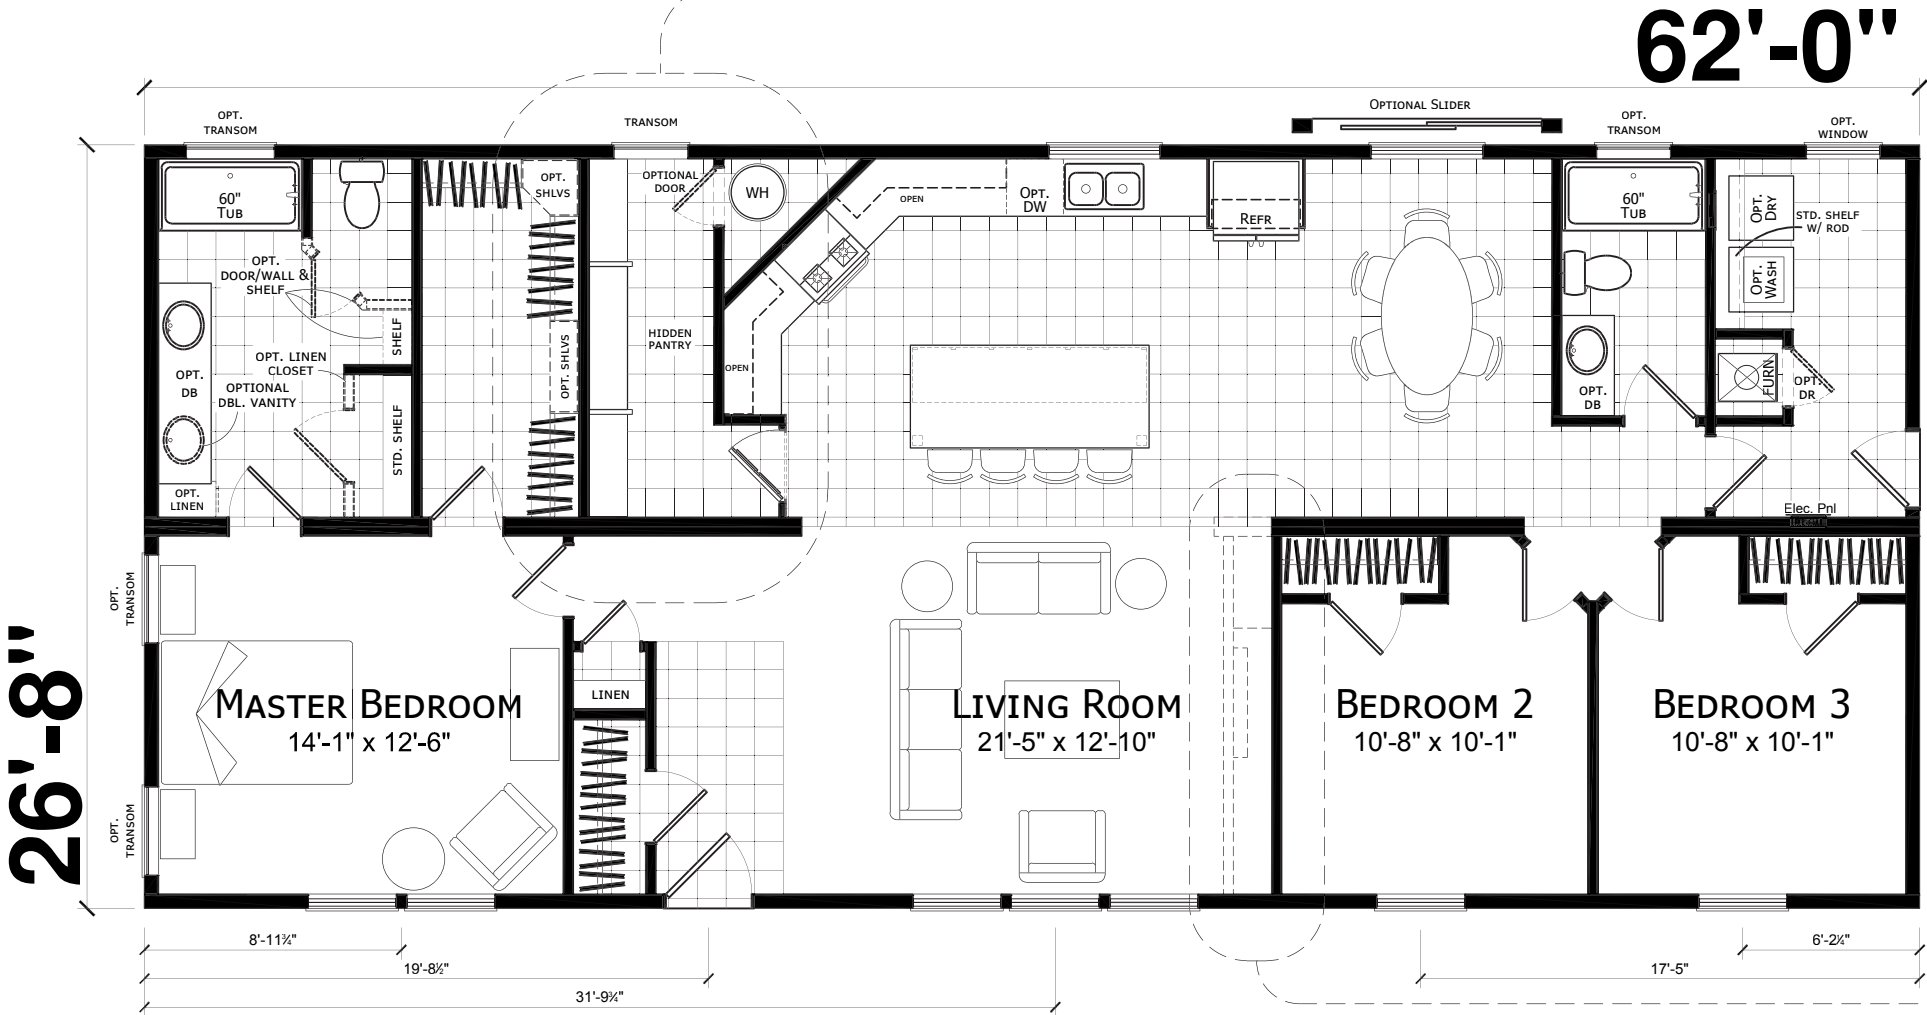 62'-0"
OPTIONAL SLIDER
OPT.
TRANSOM
TRANSOM
OPT.
TRANSOM
OPT.
WINDOW
60"
TUB
OPT.
SHLVS
OPTIONAL
DOOR
WH
OPEN
OPT.
DW
REFR
60"
TUB
OPT.
DRY
STD. SHELF
W/ ROD
OPT.
WASH
OPT.
DOOR/WALL &
SHELF
SHELF
HIDDEN
PANTRY
OPT. LINEN
CLOSET
OPT.
DB
OPTIONAL
DBL. VANITY
OPT. SHLVS
OPEN
OPT.
DB
FURN
OPT.
DR
STD. SHELF
OPT.
LINEN
Elec. Pnl
OPT.
TRANSOM
26'-8"
LINEN
MASTER BEDROOM
14'-1" x 12'-6"
LIVING ROOM
21'-5" x 12'-10"
BEDROOM 2
10'-8" x 10'-1"
BEDROOM 3
10'-8" x 10'-1"
OPT.
TRANSOM
8'-11¾"
6'-2¼"
19'-8½"
17'-5"
31'-9¾"